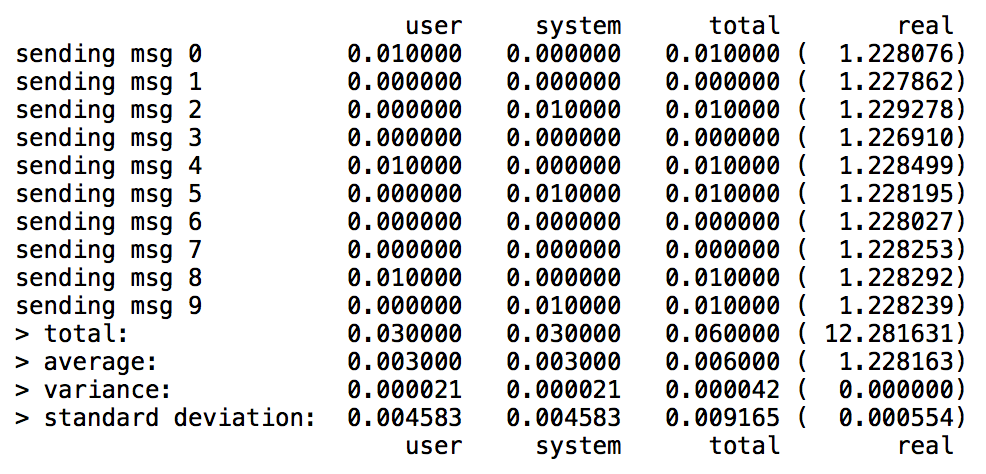 user system total real
sending msg 0 0.010000 0.000000 0.010000 ( 1.228076)
sending msg 1 0.000000 0.000000 0.000000 ( 1.227862)
sending msg 2 0.000000 0.010000 0.010000 ( 1.229278)
sending msg 3 0.000000 0.000000 0.000000 ( 1.226910)
sending msg 4 0.010000 0.000000 0.010000 ( 1.228499)
sending msg 5 0.000000 0.010000 0.010000 ( 1.228195)
sending msg 6 0.000000 0.000000 0.000000 ( 1.228027)
sending msg 7 0.000000 0.000000 0.000000 ( 1.228253)
sending msg 8 0.010000 0.000000 0.010000 ( 1.228292)
sending msg 9 0.000000 0.010000 0.010000 ( 1.228239)
> total: 0.030000 0.030000 0.060000 ( 12.281631)
> average: 0.003000 0.003000 0.006000 ( 1.228163)
> variance: 0.000021 0.000021 0.000042 ( 0.000000)
> standard deviation: 0.004583 0.004583 0.009165 ( 0.000554)
user system total real